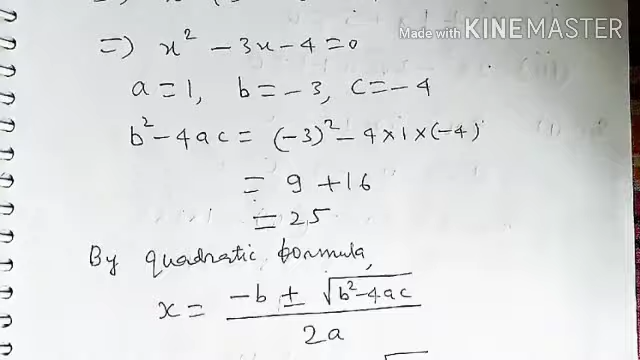 Made with KINEMASTER
=) x² - 3x - 4 = 0
a = 1, b = -3, c = -4
b² - 4ac = (-3)² - 4 × 1 × (-4)
= 9 + 16
= 25
By quadratic formula,
x = (-b ± √(b² - 4ac)) / 2a